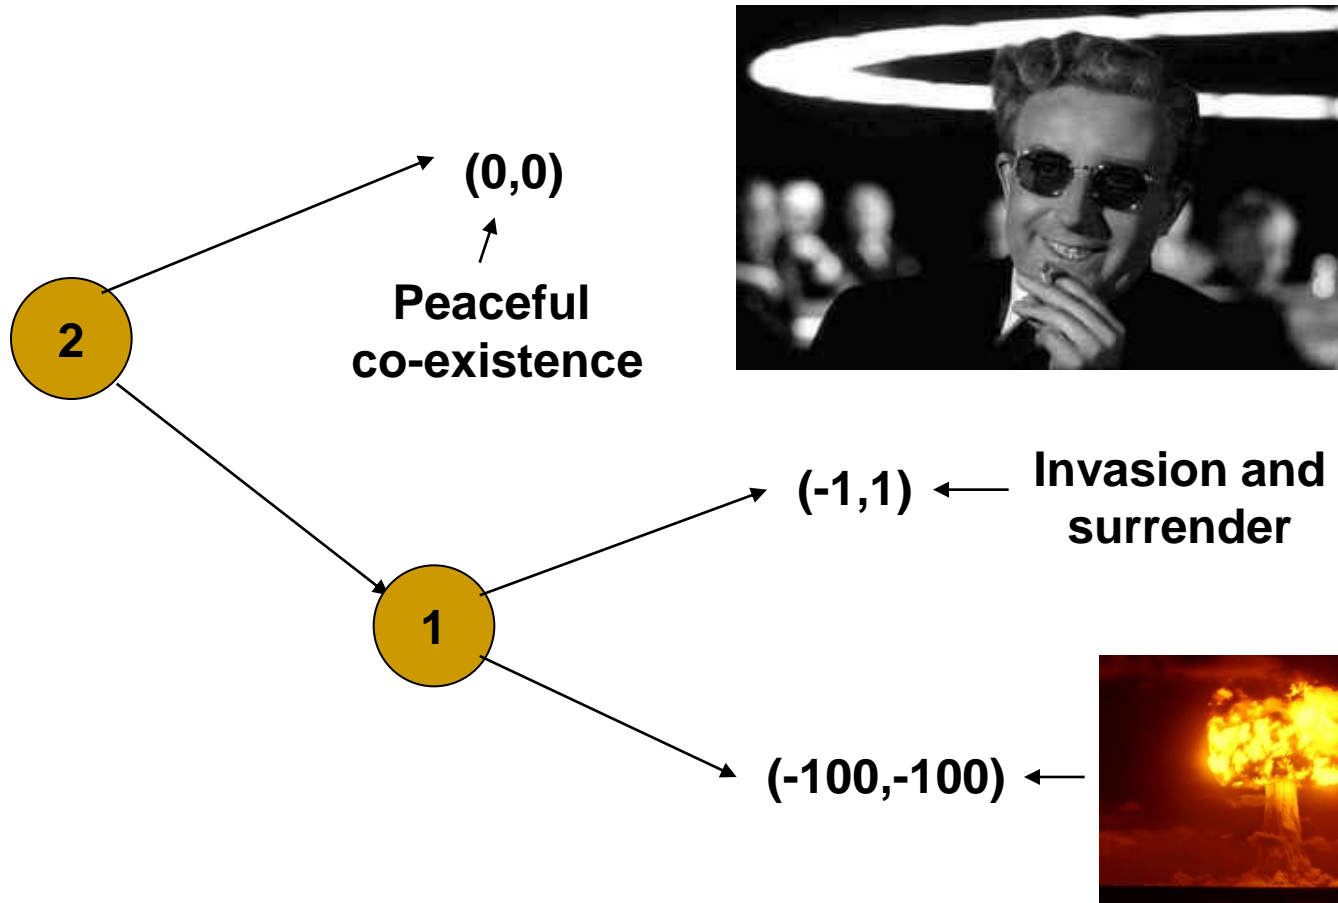 (0,0)
2
Peaceful
co-existence
(-1,1)
Invasion and
surrender
1
(-100,-100)